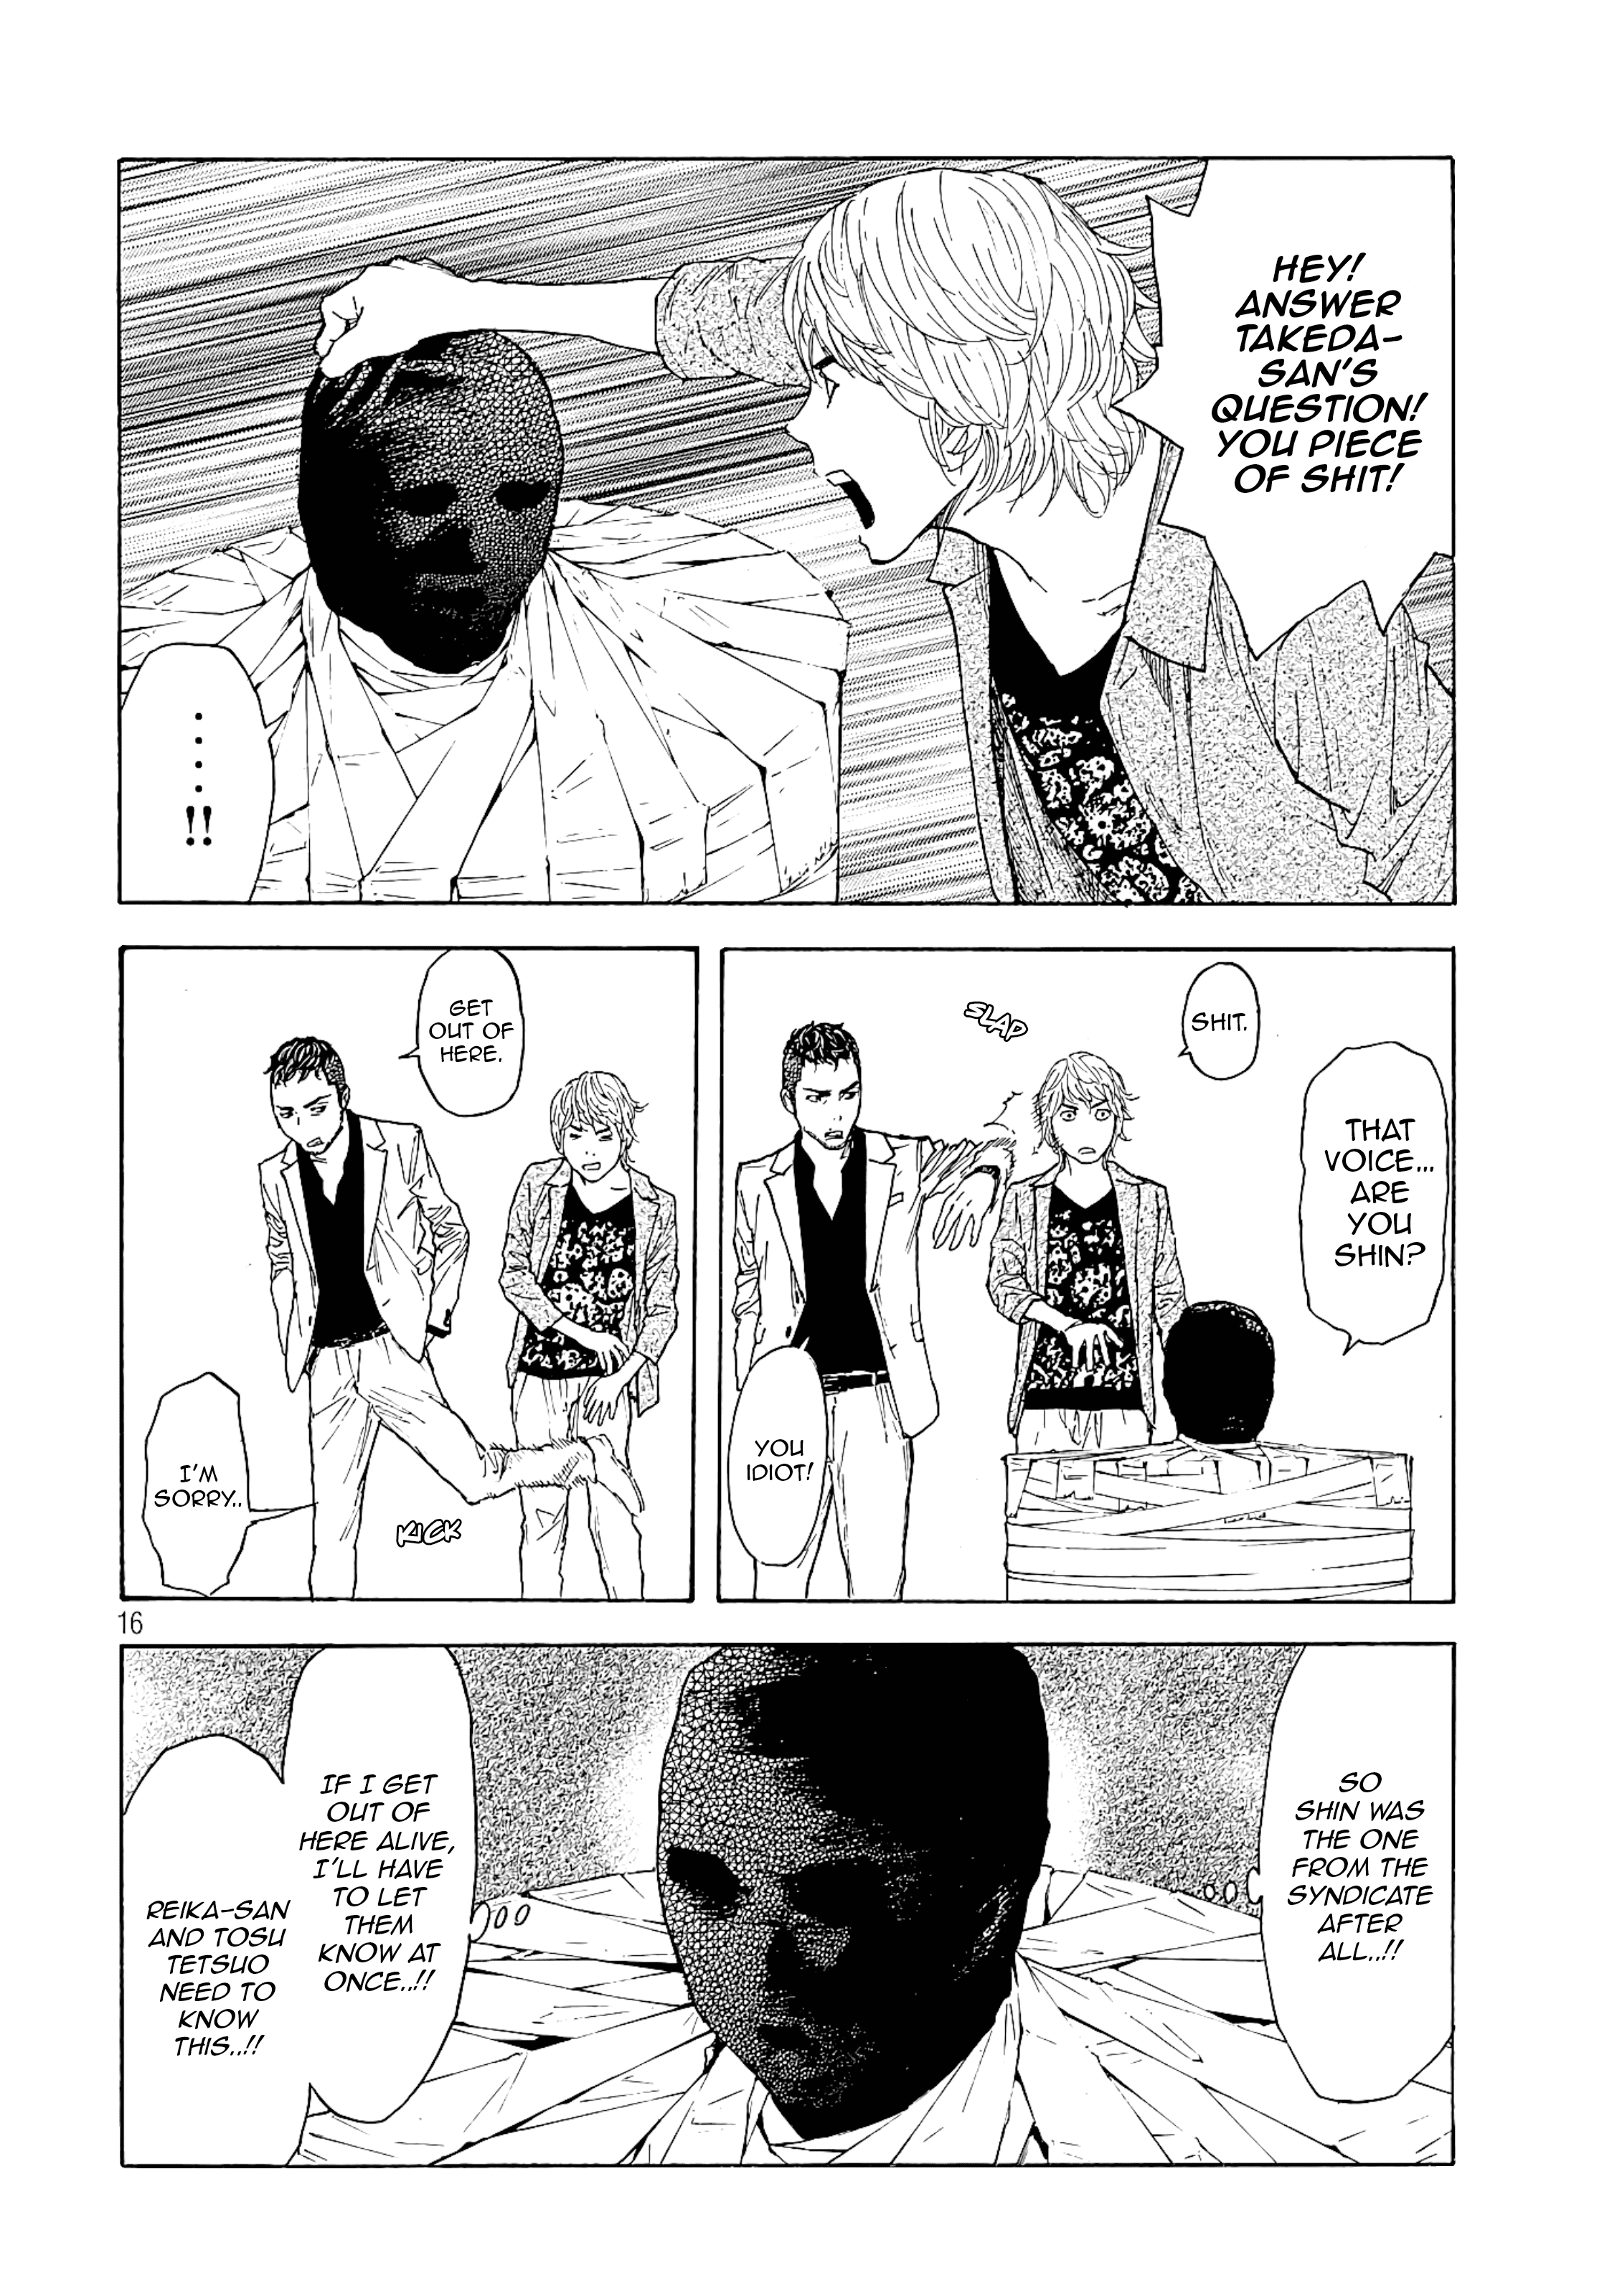 HEY!
ANSWER
TAKEDA-
SAN'S
QUESTION!
YOU PIECE
OF SHIT!
.....!!
SHIT.
SLAP
THAT
VOICE...
ARE
YOU
SHIN?
YOU
IDIOT!
GET
OUT OF
HERE.
KICK
I'M
SORRY..
16
SO
SHIN WAS
THE ONE
FROM THE
SYNDICATE
AFTER
ALL..!!
IF I GET
OUT OF
HERE ALIVE,
I'LL HAVE
TO LET
THEM
KNOW AT
ONCE..!!
REIKA-SAN
AND TOSU
TETSUO
NEED TO
KNOW
THIS..!!